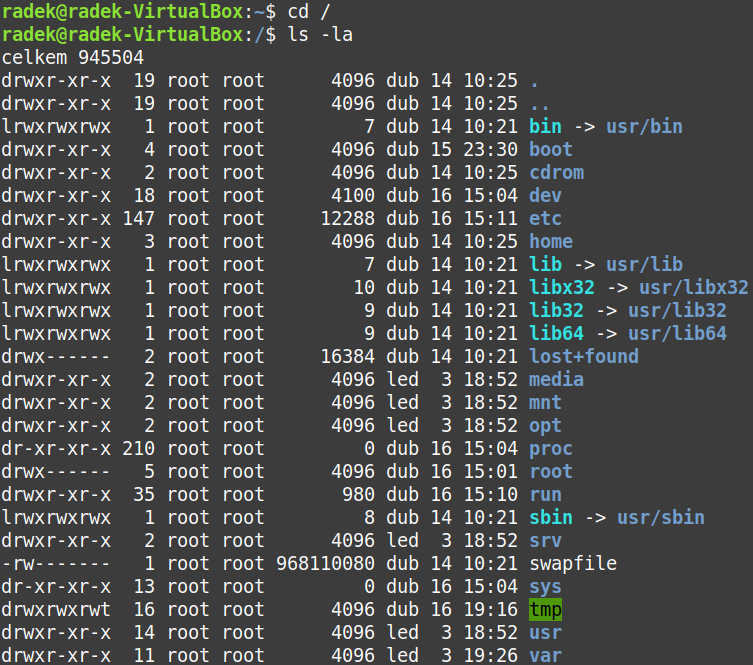 radek@radek-VirtualBox:~$ cd /
radek@radek-VirtualBox:/$ ls -la
celkem 945504
drwxr-xr-x  19 root root      4096 dub 14 10:25 .
drwxr-xr-x  19 root root      4096 dub 14 10:25 ..
lrwxrwxrwx   1 root root         7 dub 14 10:21 bin -> usr/bin
drwxr-xr-x   4 root root      4096 dub 15 23:30 boot
drwxr-xr-x   2 root root      4096 dub 14 10:25 cdrom
drwxr-xr-x  18 root root      4100 dub 16 15:04 dev
drwxr-xr-x 147 root root     12288 dub 16 15:11 etc
drwxr-xr-x   3 root root      4096 dub 14 10:25 home
lrwxrwxrwx   1 root root         7 dub 14 10:21 lib -> usr/lib
lrwxrwxrwx   1 root root        10 dub 14 10:21 libx32 -> usr/libx32
lrwxrwxrwx   1 root root         9 dub 14 10:21 lib32 -> usr/lib32
lrwxrwxrwx   1 root root         9 dub 14 10:21 lib64 -> usr/lib64
drwx------   2 root root     16384 dub 14 10:21 lost+found
drwxr-xr-x   2 root root      4096 led  3 18:52 media
drwxr-xr-x   2 root root      4096 led  3 18:52 mnt
drwxr-xr-x   2 root root      4096 led  3 18:52 opt
dr-xr-xr-x 210 root root         0 dub 16 15:04 proc
drwx------   5 root root      4096 dub 16 15:01 root
drwxr-xr-x  35 root root       980 dub 16 15:10 run
lrwxrwxrwx   1 root root         8 dub 14 10:21 sbin -> usr/sbin
drwxr-xr-x   2 root root      4096 led  3 18:52 srv
-rw-------   1 root root 968110080 dub 14 10:21 swapfile
dr-xr-xr-x  13 root root         0 dub 16 15:04 sys
drwxrwxrwt  16 root root      4096 dub 16 19:16 tmp
drwxr-xr-x  14 root root      4096 led  3 18:52 usr
drwxr-xr-x  11 root root      4096 led  3 19:26 var